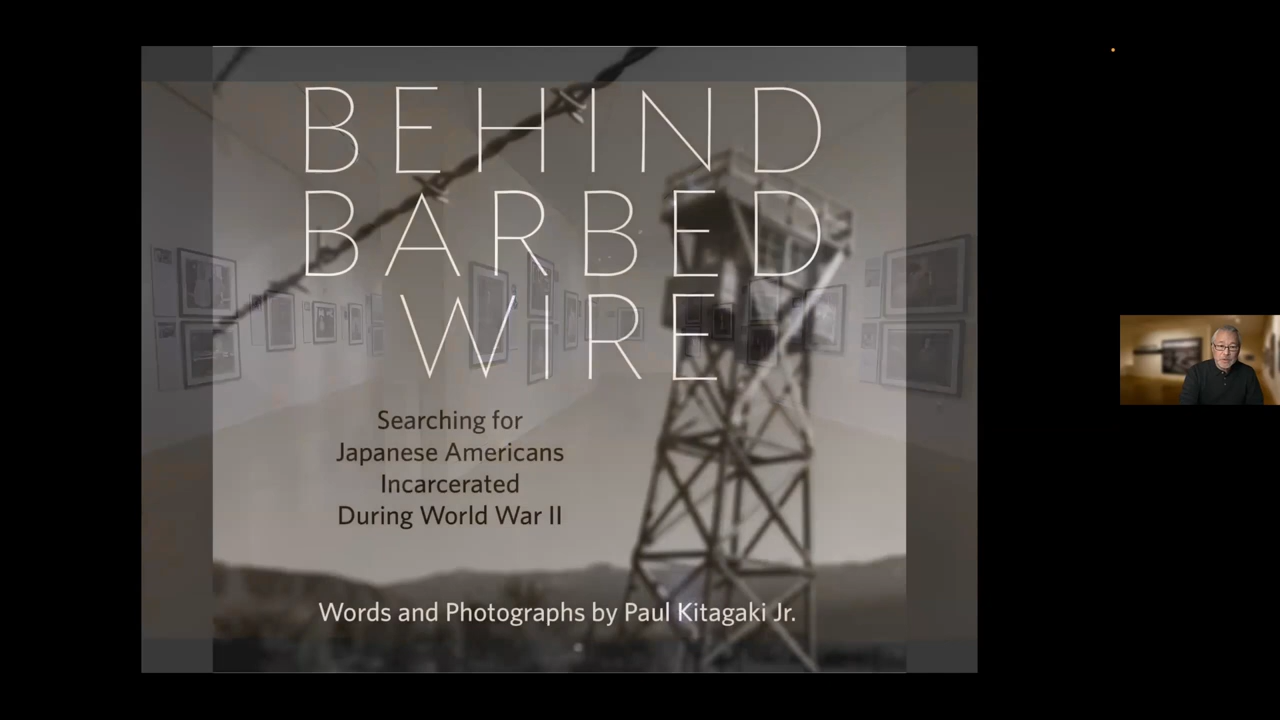 BEHIND
BARBED
WIRE
Searching for
Japanese Americans
Incarcerated
During World War II
Words and Photographs by Paul Kitagaki Jr.